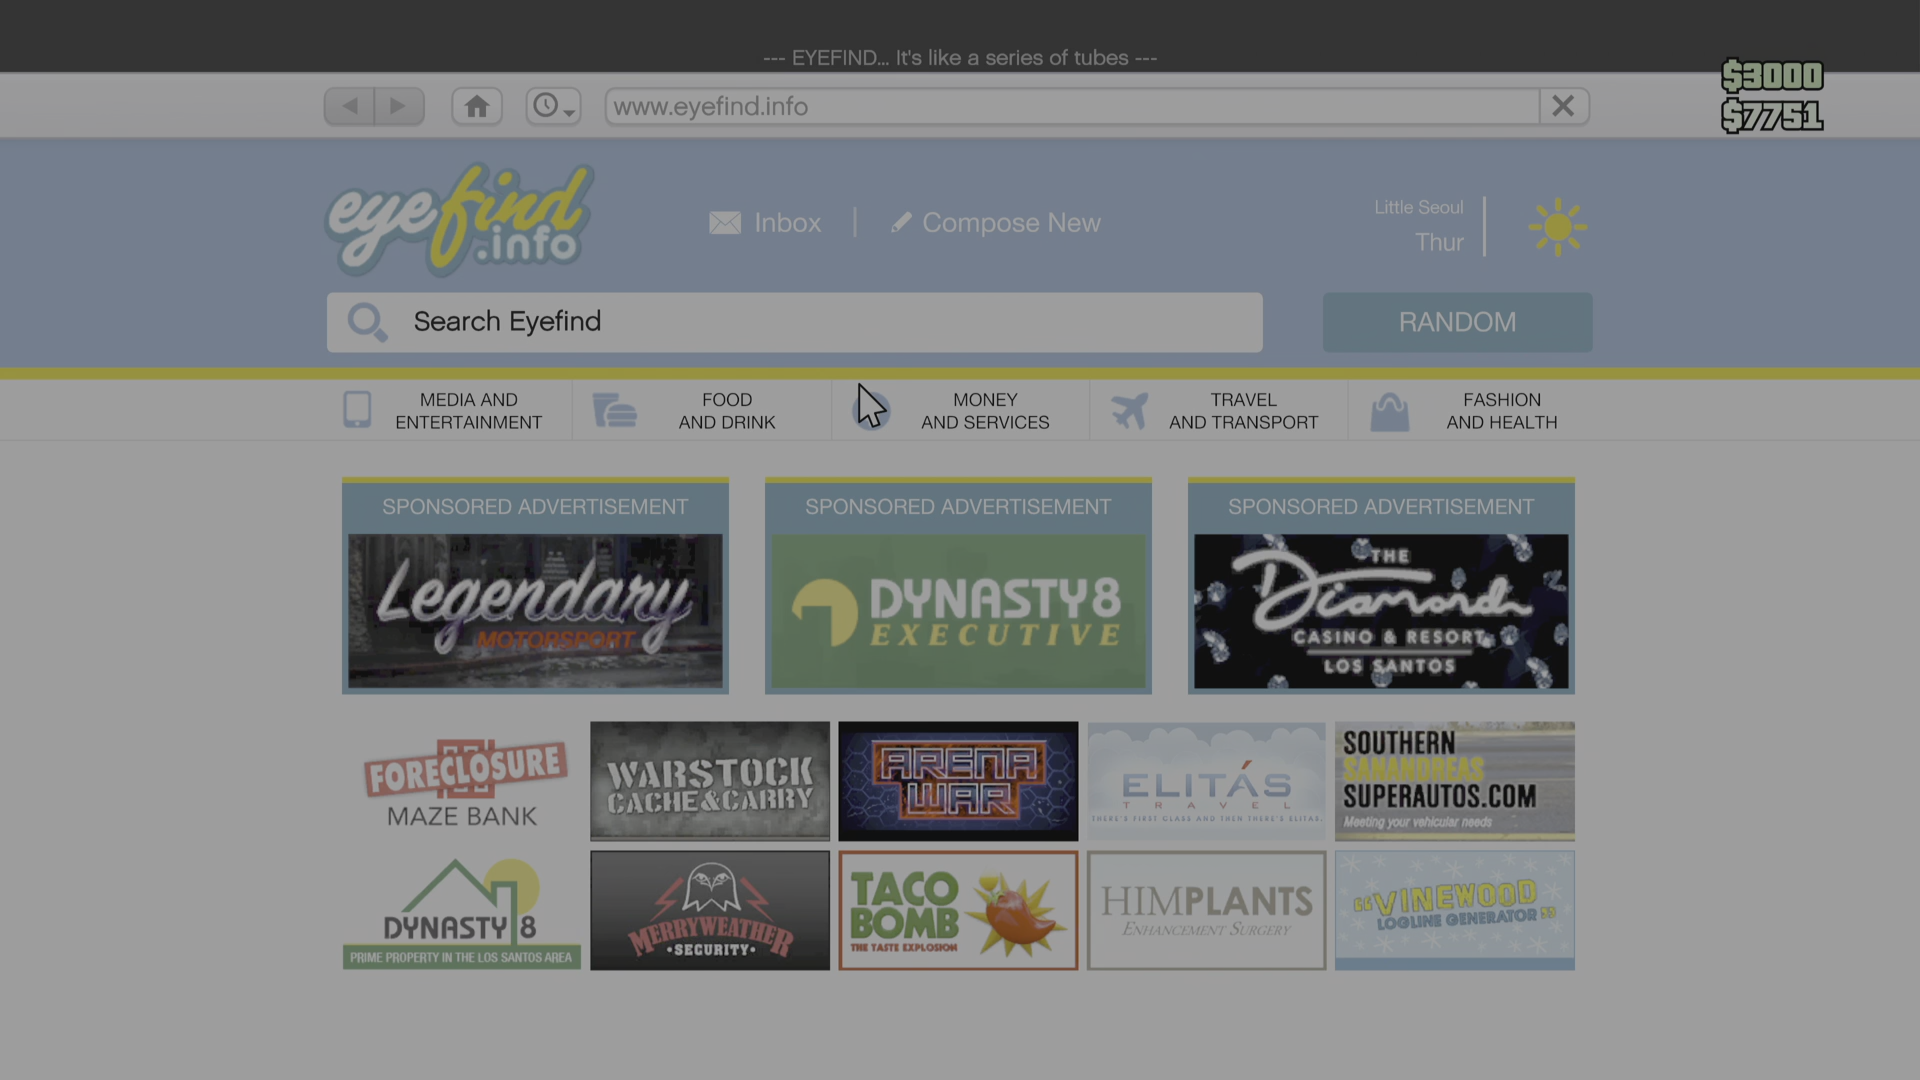 --- EYEFIND... It's like a series of tubes ---
$3000
www.eyefind.info
$7751
eyefind
.info
Inbox
Compose New
Little Seoul
Thur
Search Eyefind
RANDOM
MEDIA AND
ENTERTAINMENT
FOOD
AND DRINK
MONEY
AND SERVICES
TRAVEL
AND TRANSPORT
FASHION
AND HEALTH
SPONSORED ADVERTISEMENT
Legendary
MOTORSPORT
SPONSORED ADVERTISEMENT
DYNASTY 8
EXECUTIVE
SPONSORED ADVERTISEMENT
THE
Diamond
CASINO & RESORT
LOS SANTOS
FORECLOSURE
MAZE BANK
WARSTOCK
CACHE&CARRY
ARENA
WAR
ELITÁS
TRAVEL
THERE'S FIRST CLASS AND THEN THERE'S ELITAS.
SOUTHERN
SANANDREAS
SUPERAUTOS.COM
Meeting your vehicular needs
DYNASTY 8
PRIME PROPERTY IN THE LOS SANTOS AREA
MERRYWEATHER
•SECURITY•
TACO
BOMB
THE TASTE EXPLOSION
HIMPLANTS
ENHANCEMENT SURGERY
"VINEWOOD
LOGLINE GENERATOR"